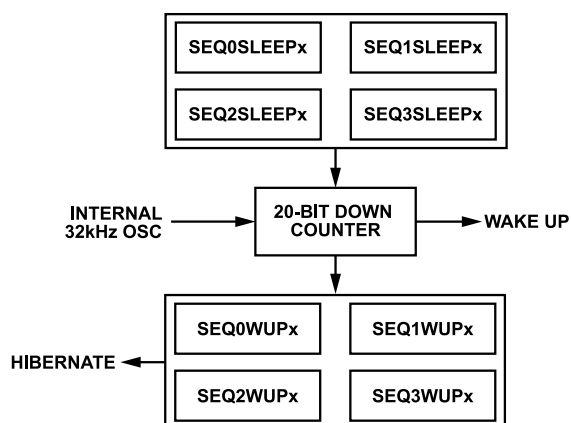 SEQ0SLEEPx
SEQ1SLEEPx
SEQ2SLEEPx
SEQ3SLEEPx
INTERNAL
32kHz OSC
20-BIT DOWN
COUNTER
WAKE UP
SEQ0WUPx
SEQ1WUPx
HIBERNATE
SEQ2WUPx
SEQ3WUPx